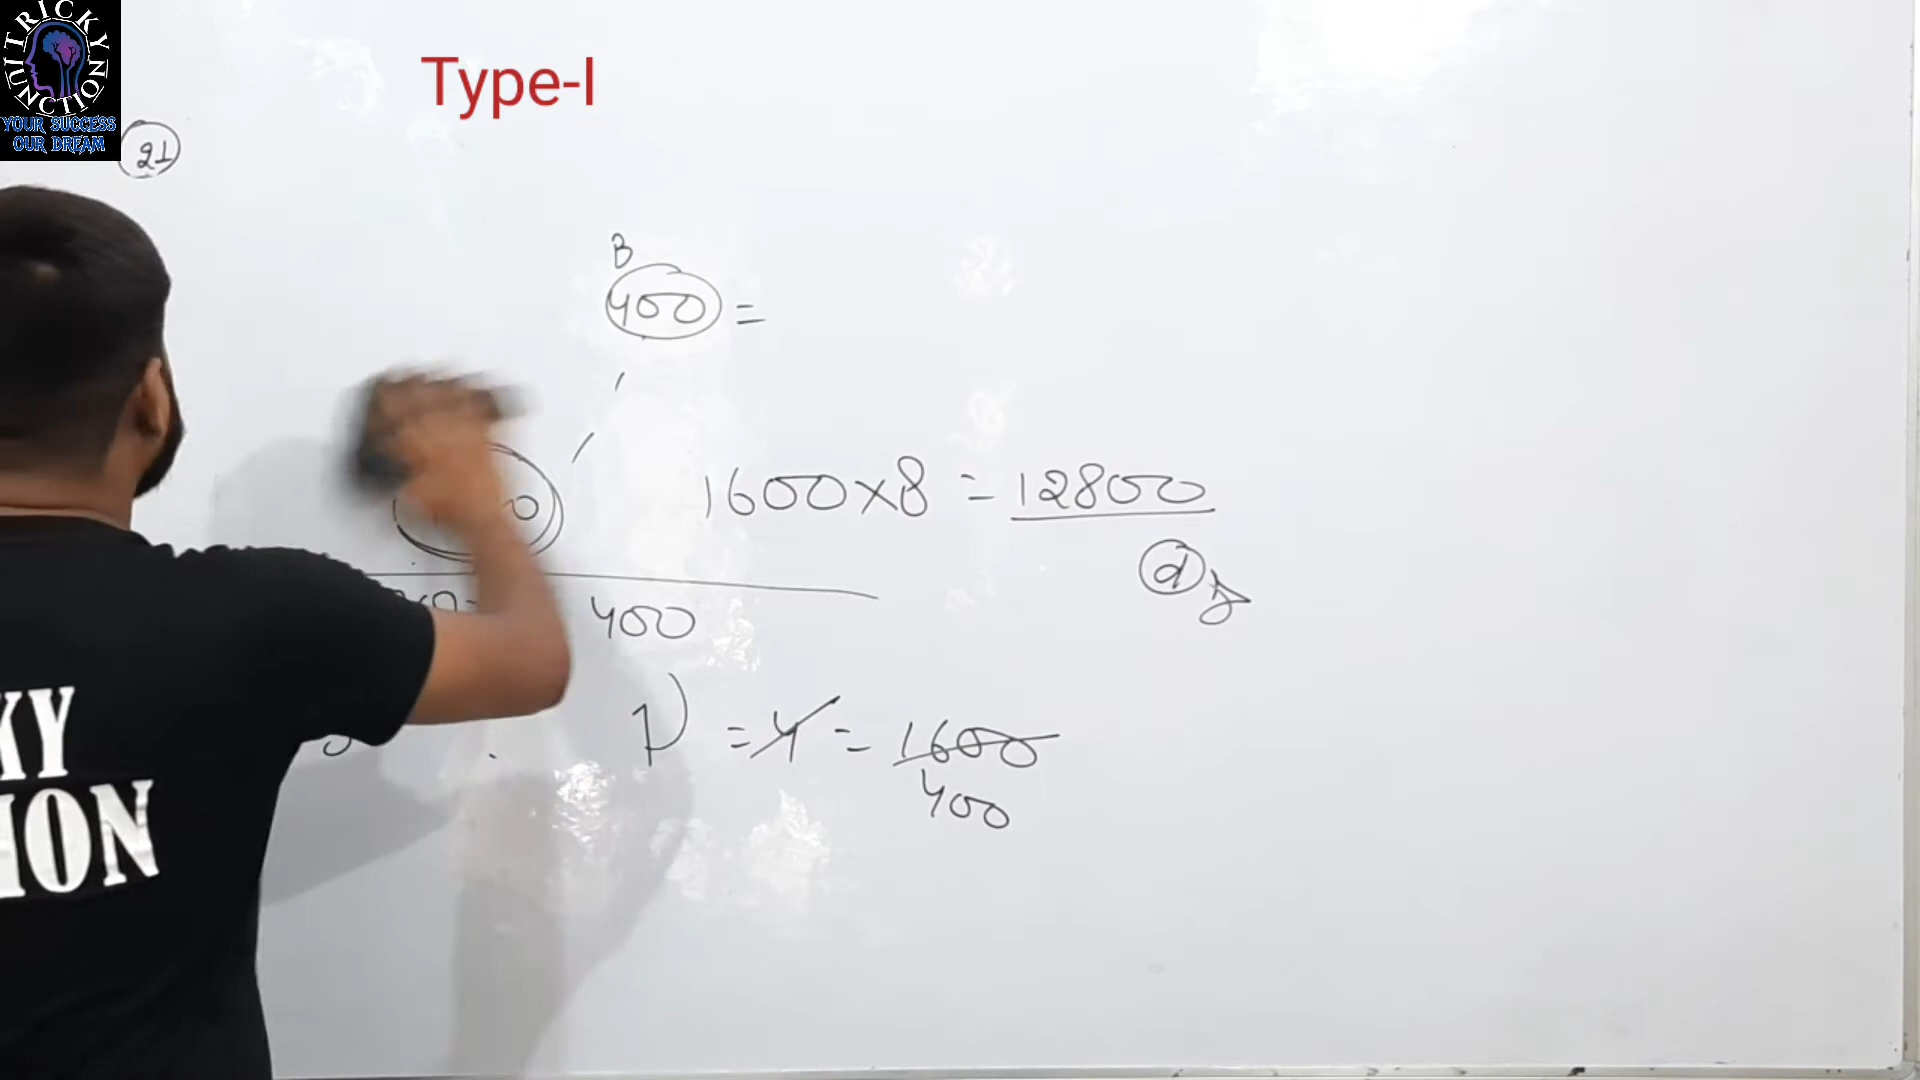 TRICKY JUNCTION
YOUR SUCCESS
OUR DREAM
Type-I
21
B
400 =
1600×8 = 12800
d
400
= 4 = 1600
400
KY
ION